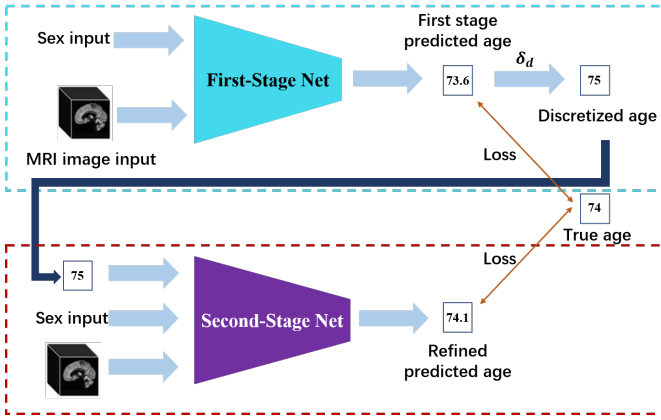 Sex input
First-Stage Net
First stage
predicted age
73.6
δ_d
75
Discretized age
MRI image input
Loss
74
True age
75
Loss
Sex input
Second-Stage Net
74.1
Refined
predicted age